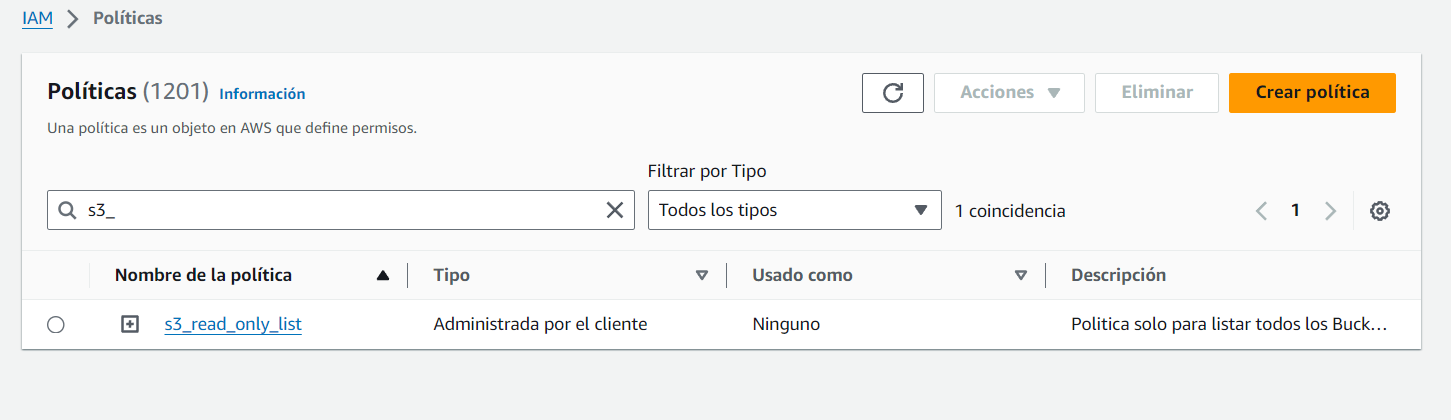 IAM > Políticas
Políticas (1201) Información
Acciones Eliminar Crear política
Una política es un objeto en AWS que define permisos.
Filtrar por Tipo
s3_ Todos los tipos 1 coincidencia 1
Nombre de la política Tipo Usado como Descripción
s3_read_only_list Administrada por el cliente Ninguno Politica solo para listar todos los Buck...